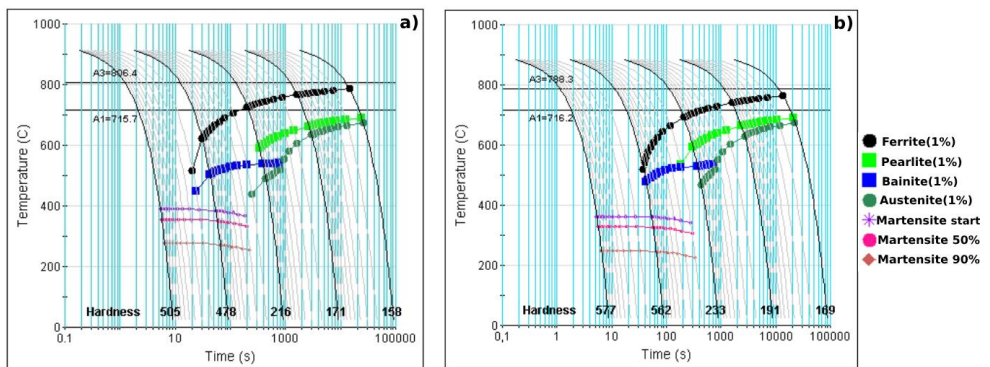 a)
1000
800
600
400
200
0
Temperature (C)
A3=806.4
A1=715.7
Hardness 505 478 216 171 158
0,1 10 1000 100000
Time (s)
b)
1000
800
600
400
200
0
Temperature (C)
A3=788.3
A1=716.2
Hardness 577 562 233 191 169
0,1 1 10 100 1000 10000 100000
Time (s)
Ferrite(1%)
Pearlite(1%)
Bainite(1%)
Austenite(1%)
Martensite start
Martensite 50%
Martensite 90%